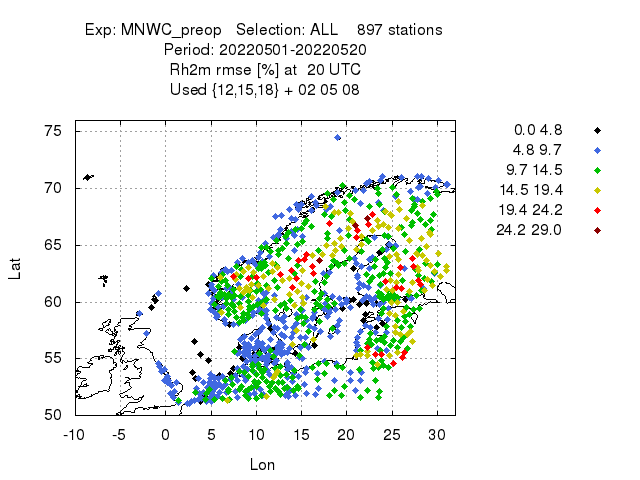 Exp: MNWC_preop   Selection: ALL    897 stations
Period: 20220501-20220520
Rh2m rmse [%] at  20 UTC
Used {12,15,18} + 02 05 08
0.0 4.8
4.8 9.7
9.7 14.5
14.5 19.4
19.4 24.2
24.2 29.0
75
70
65
60
55
50
Lat
-10 -5 0 5 10 15 20 25 30
Lon